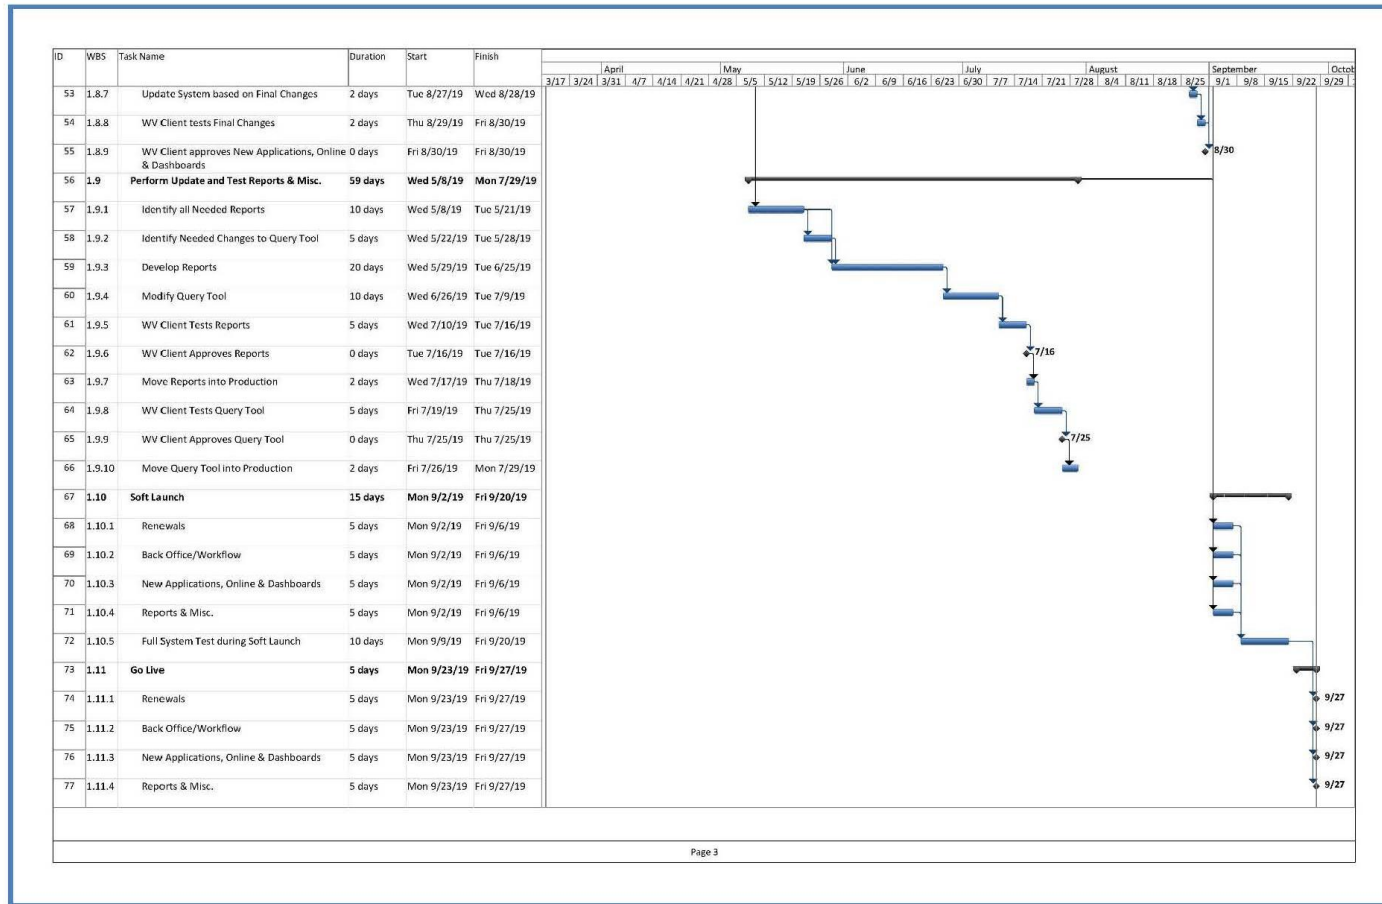 ID WBS Task Name Duration Start Finish
April May June July August September Octob
3/17 3/24 3/31 4/7 4/14 4/21 4/28 5/5 5/12 5/19 5/26 6/2 6/9 6/16 6/23 6/30 7/7 7/14 7/21 7/28 8/4 8/11 8/18 8/25 9/1 9/8 9/15 9/22 9/29
53 1.8.7 Update System based on Final Changes 2 days Tue 8/27/19 Wed 8/28/19
54 1.8.8 WV Client tests Final Changes 2 days Thu 8/29/19 Fri 8/30/19
55 1.8.9 WV Client approves New Applications, Online 0 days Fri 8/30/19 Fri 8/30/19 8/30
& Dashboards
56 1.9 Perform Update and Test Reports & Misc. 59 days Wed 5/8/19 Mon 7/29/19
57 1.9.1 Identify all Needed Reports 10 days Wed 5/8/19 Tue 5/21/19
58 1.9.2 Identify Needed Changes to Query Tool 5 days Wed 5/22/19 Tue 5/28/19
59 1.9.3 Develop Reports 20 days Wed 5/29/19 Tue 6/25/19
60 1.9.4 Modify Query Tool 10 days Wed 6/26/19 Tue 7/9/19
61 1.9.5 WV Client Tests Reports 5 days Wed 7/10/19 Tue 7/16/19
62 1.9.6 WV Client Approves Reports 0 days Tue 7/16/19 Tue 7/16/19 7/16
63 1.9.7 Move Reports into Production 2 days Wed 7/17/19 Thu 7/18/19
64 1.9.8 WV Client Tests Query Tool 5 days Fri 7/19/19 Thu 7/25/19
65 1.9.9 WV Client Approves Query Tool 0 days Thu 7/25/19 Thu 7/25/19 7/25
66 1.9.10 Move Query Tool into Production 2 days Fri 7/26/19 Mon 7/29/19
67 1.10 Soft Launch 15 days Mon 9/2/19 Fri 9/20/19
68 1.10.1 Renewals 5 days Mon 9/2/19 Fri 9/6/19
69 1.10.2 Back Office/Workflow 5 days Mon 9/2/19 Fri 9/6/19
70 1.10.3 New Applications, Online & Dashboards 5 days Mon 9/2/19 Fri 9/6/19
71 1.10.4 Reports & Misc. 5 days Mon 9/2/19 Fri 9/6/19
72 1.10.5 Full System Test during Soft Launch 10 days Mon 9/9/19 Fri 9/20/19
73 1.11 Go Live 5 days Mon 9/23/19 Fri 9/27/19
74 1.11.1 Renewals 5 days Mon 9/23/19 Fri 9/27/19 9/27
75 1.11.2 Back Office/Workflow 5 days Mon 9/23/19 Fri 9/27/19 9/27
76 1.11.3 New Applications, Online & Dashboards 5 days Mon 9/23/19 Fri 9/27/19 9/27
77 1.11.4 Reports & Misc. 5 days Mon 9/23/19 Fri 9/27/19 9/27
Page 3